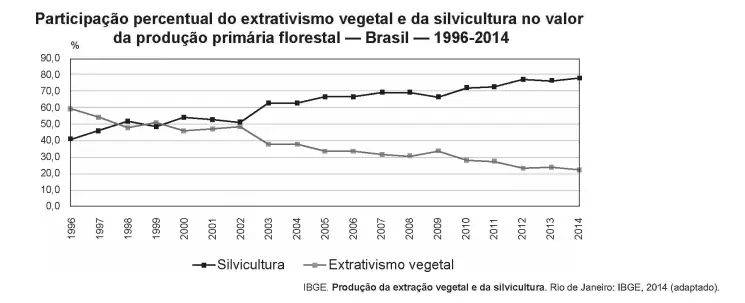 Participação percentual do extrativismo vegetal e da silvicultura no valor
da produção primária florestal — Brasil — 1996-2014
%
90,0
80,0
70,0
60,0
50,0
40,0
30,0
20,0
10,0
0,0
1996 1997 1998 1999 2000 2001 2002 2003 2004 2005 2006 2007 2008 2009 2010 2011 2012 2013 2014
Silvicultura Extrativismo vegetal
IBGE. Produção da extração vegetal e da silvicultura. Rio de Janeiro: IBGE, 2014 (adaptado).